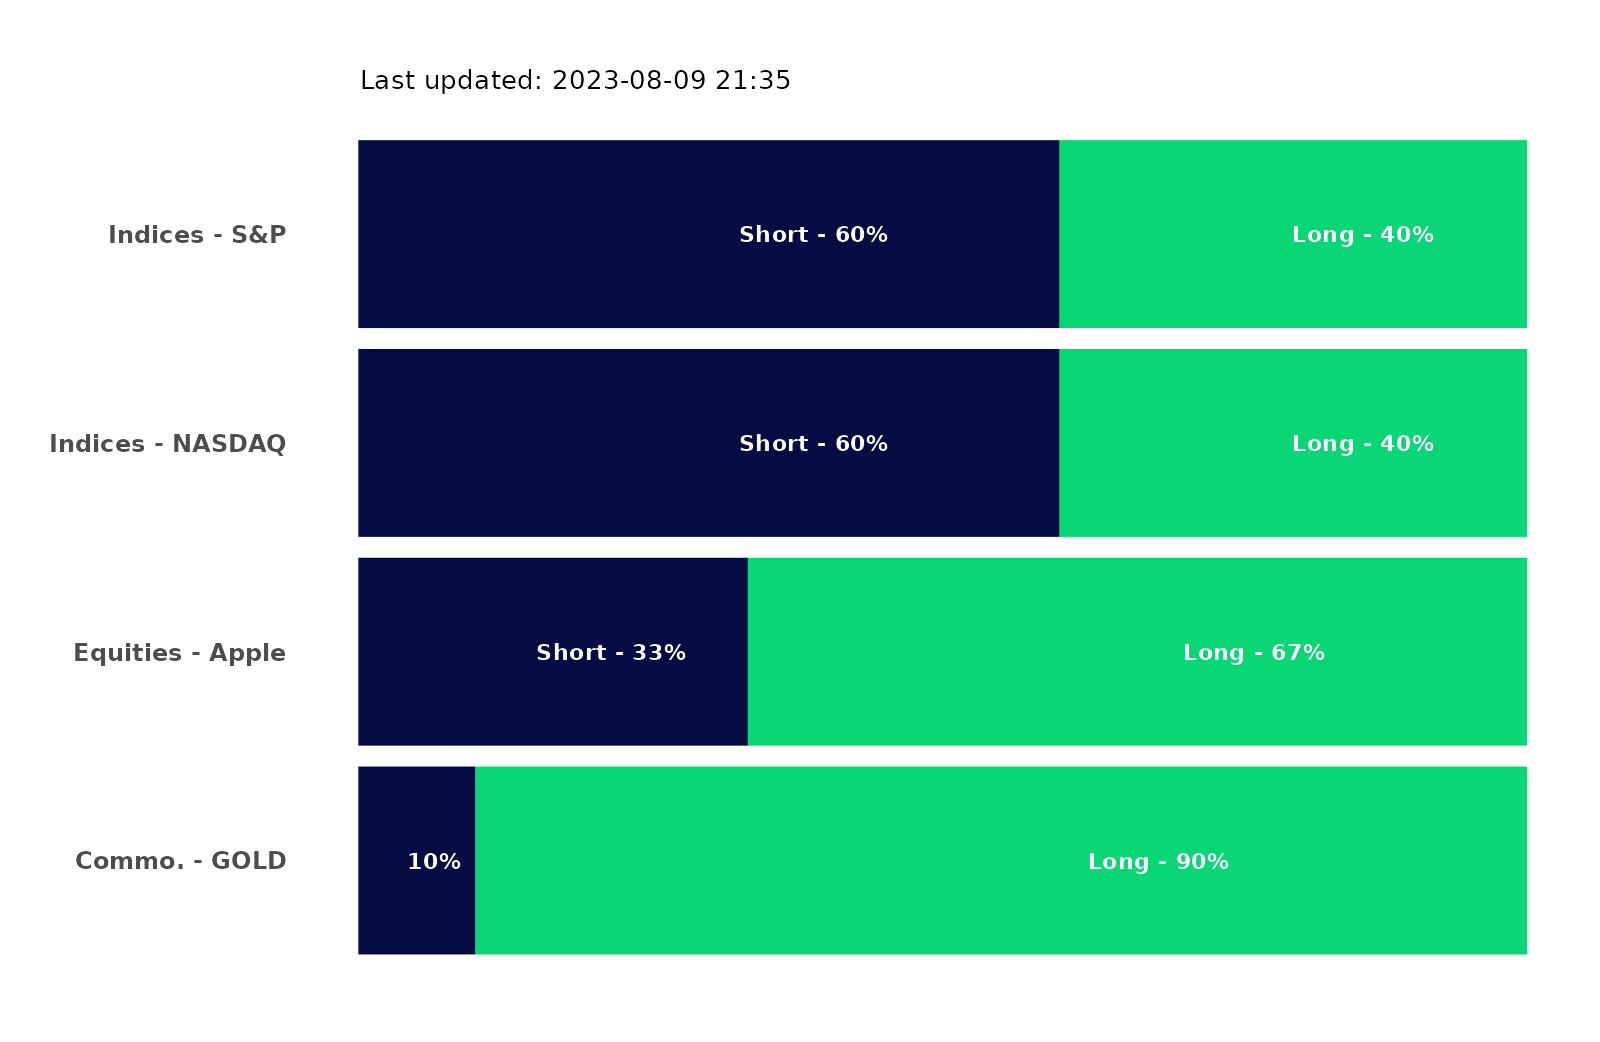 Last updated: 2023-08-09 21:35
Indices - S&P
Short - 60%
Long - 40%
Indices - NASDAQ
Short - 60%
Long - 40%
Equities - Apple
Short - 33%
Long - 67%
Commo. - GOLD
10%
Long - 90%